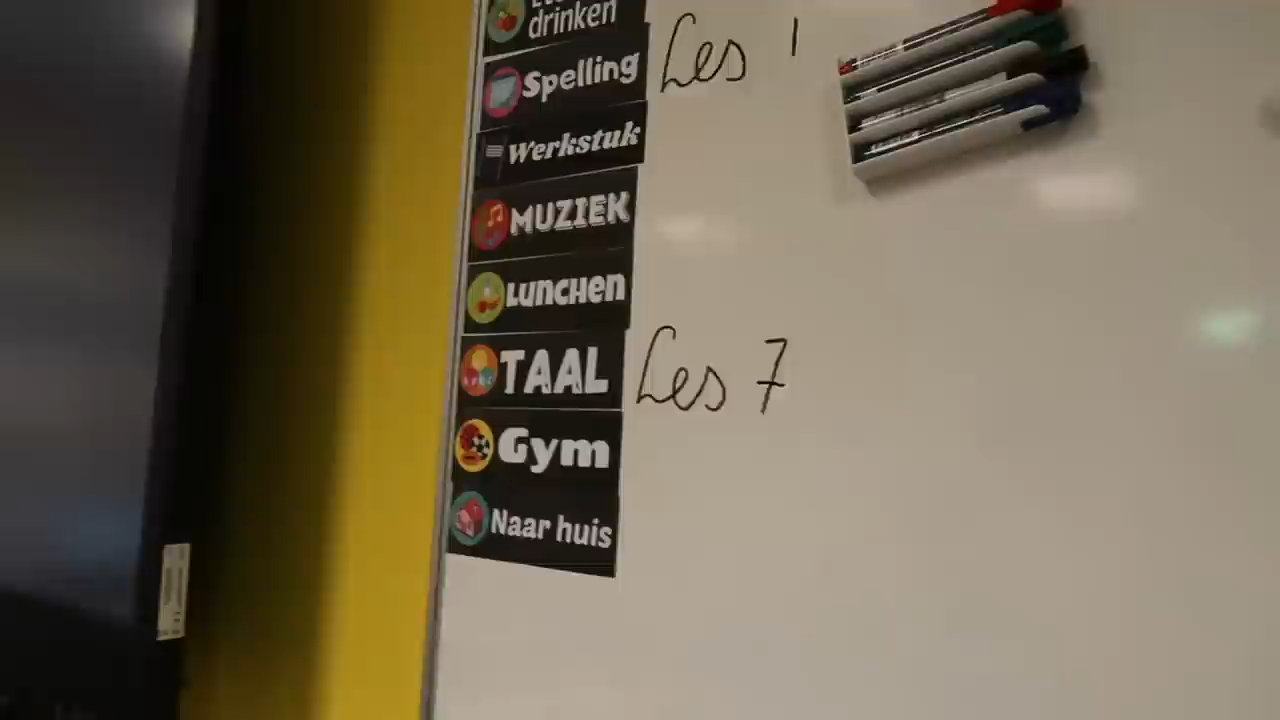 drinken
Spelling Les 1
Werkstuk
MUZIEK
LUNCHEN
TAAL Les 7
Gym
Naar huis